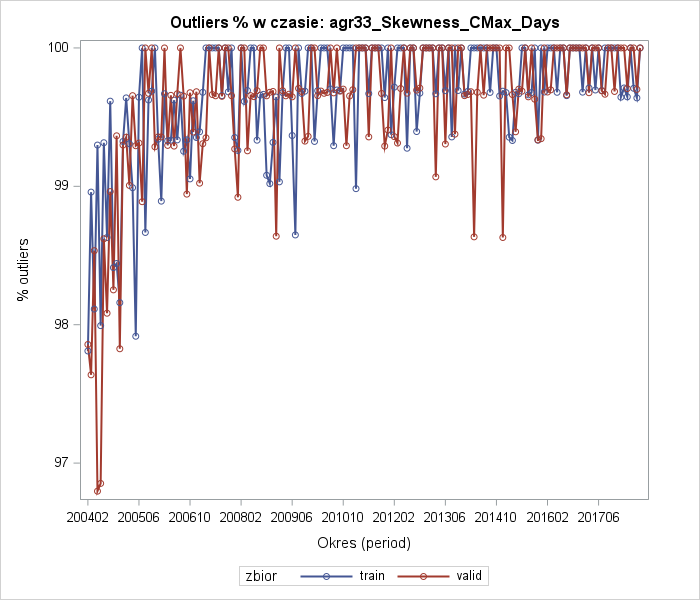 Outliers % w czasie: agr33_Skewness_CMax_Days
100
99
98
97
% outliers
200402 200506 200610 200802 200906 201010 201202 201306 201410 201602 201706
Okres (period)
zbior train valid